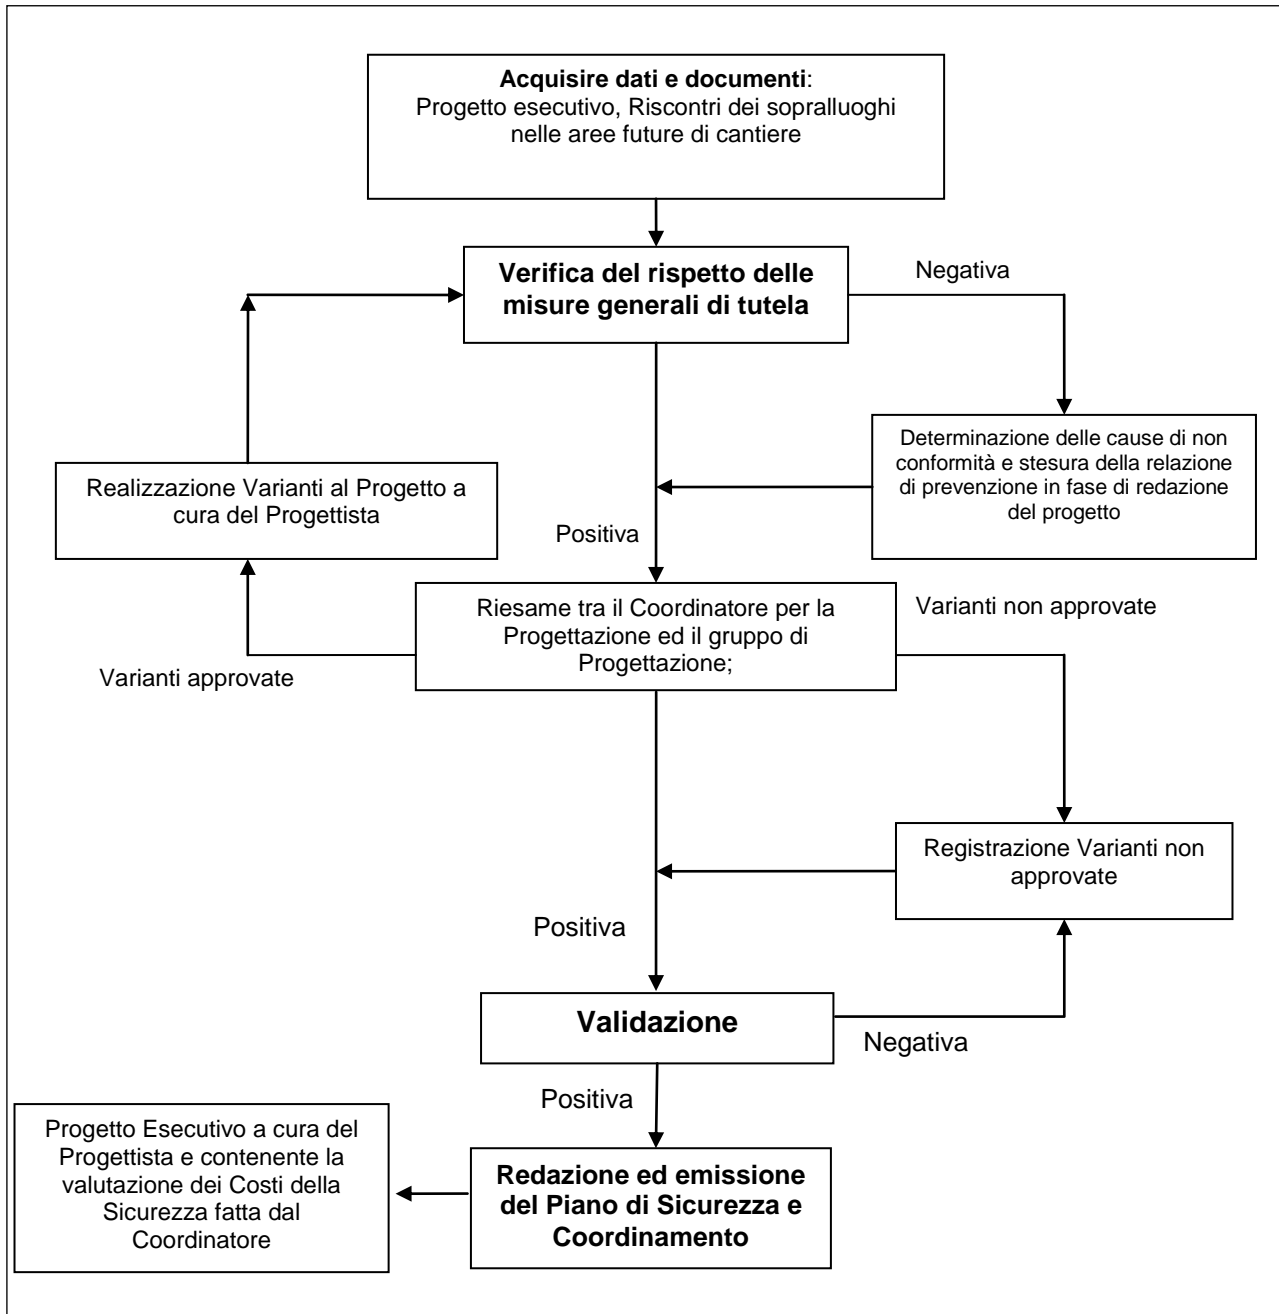 Acquisire dati e documenti:
Progetto esecutivo, Riscontri dei sopralluoghi
nelle aree future di cantiere
Verifica del rispetto delle
misure generali di tutela
Negativa
Determinazione delle cause di non
conformità e stesura della relazione
di prevenzione in fase di redazione
del progetto
Realizzazione Varianti al Progetto a
cura del Progettista
Positiva
Riesame tra il Coordinatore per la
Progettazione ed il gruppo di
Progettazione;
Varianti non approvate
Varianti approvate
Registrazione Varianti non
approvate
Positiva
Validazione
Negativa
Positiva
Progetto Esecutivo a cura del
Progettista e contenente la
valutazione dei Costi della
Sicurezza fatta dal
Coordinatore
Redazione ed emissione
del Piano di Sicurezza e
Coordinamento